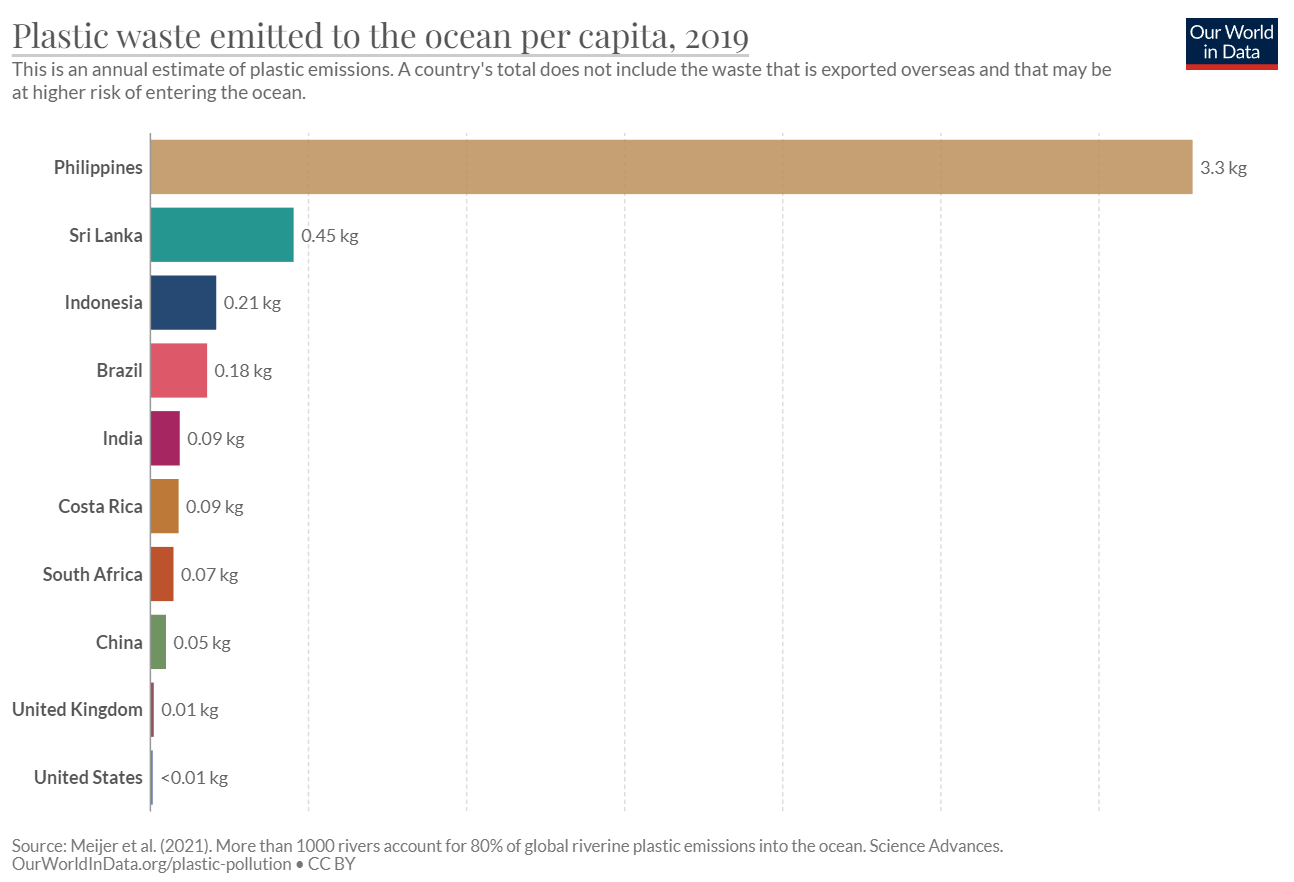 Plastic waste emitted to the ocean per capita, 2019
Our World
in Data
This is an annual estimate of plastic emissions. A country's total does not include the waste that is exported overseas and that may be
at higher risk of entering the ocean.
Philippines 3.3 kg
Sri Lanka 0.45 kg
Indonesia 0.21 kg
Brazil 0.18 kg
India 0.09 kg
Costa Rica 0.09 kg
South Africa 0.07 kg
China 0.05 kg
United Kingdom 0.01 kg
United States <0.01 kg
Source: Meijer et al. (2021). More than 1000 rivers account for 80% of global riverine plastic emissions into the ocean. Science Advances.
OurWorldInData.org/plastic-pollution • CC BY